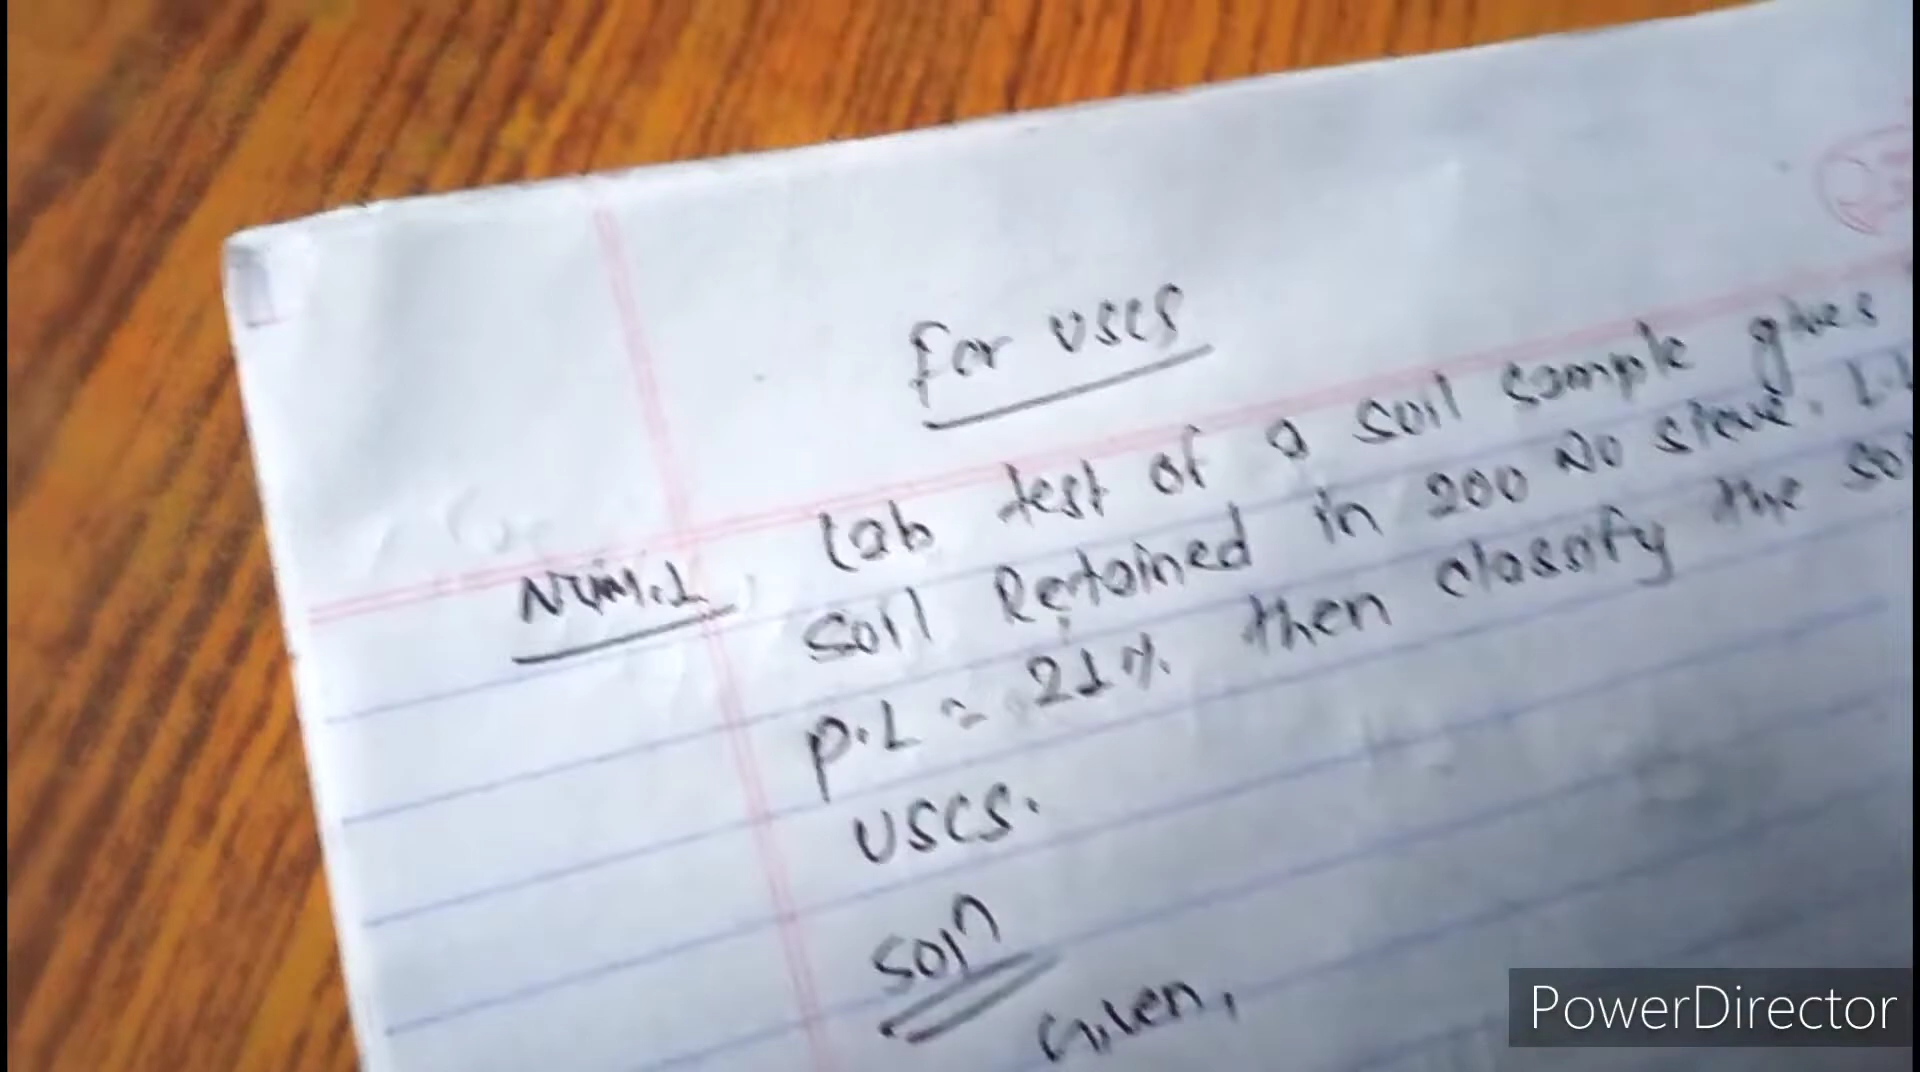 For USCS
NUM.1, Lab test of a soil sample gives
soil Retained in 200 No sieve. L.L
P.L = 21% then classify the
USCS.
Soln
Given,
PowerDirector